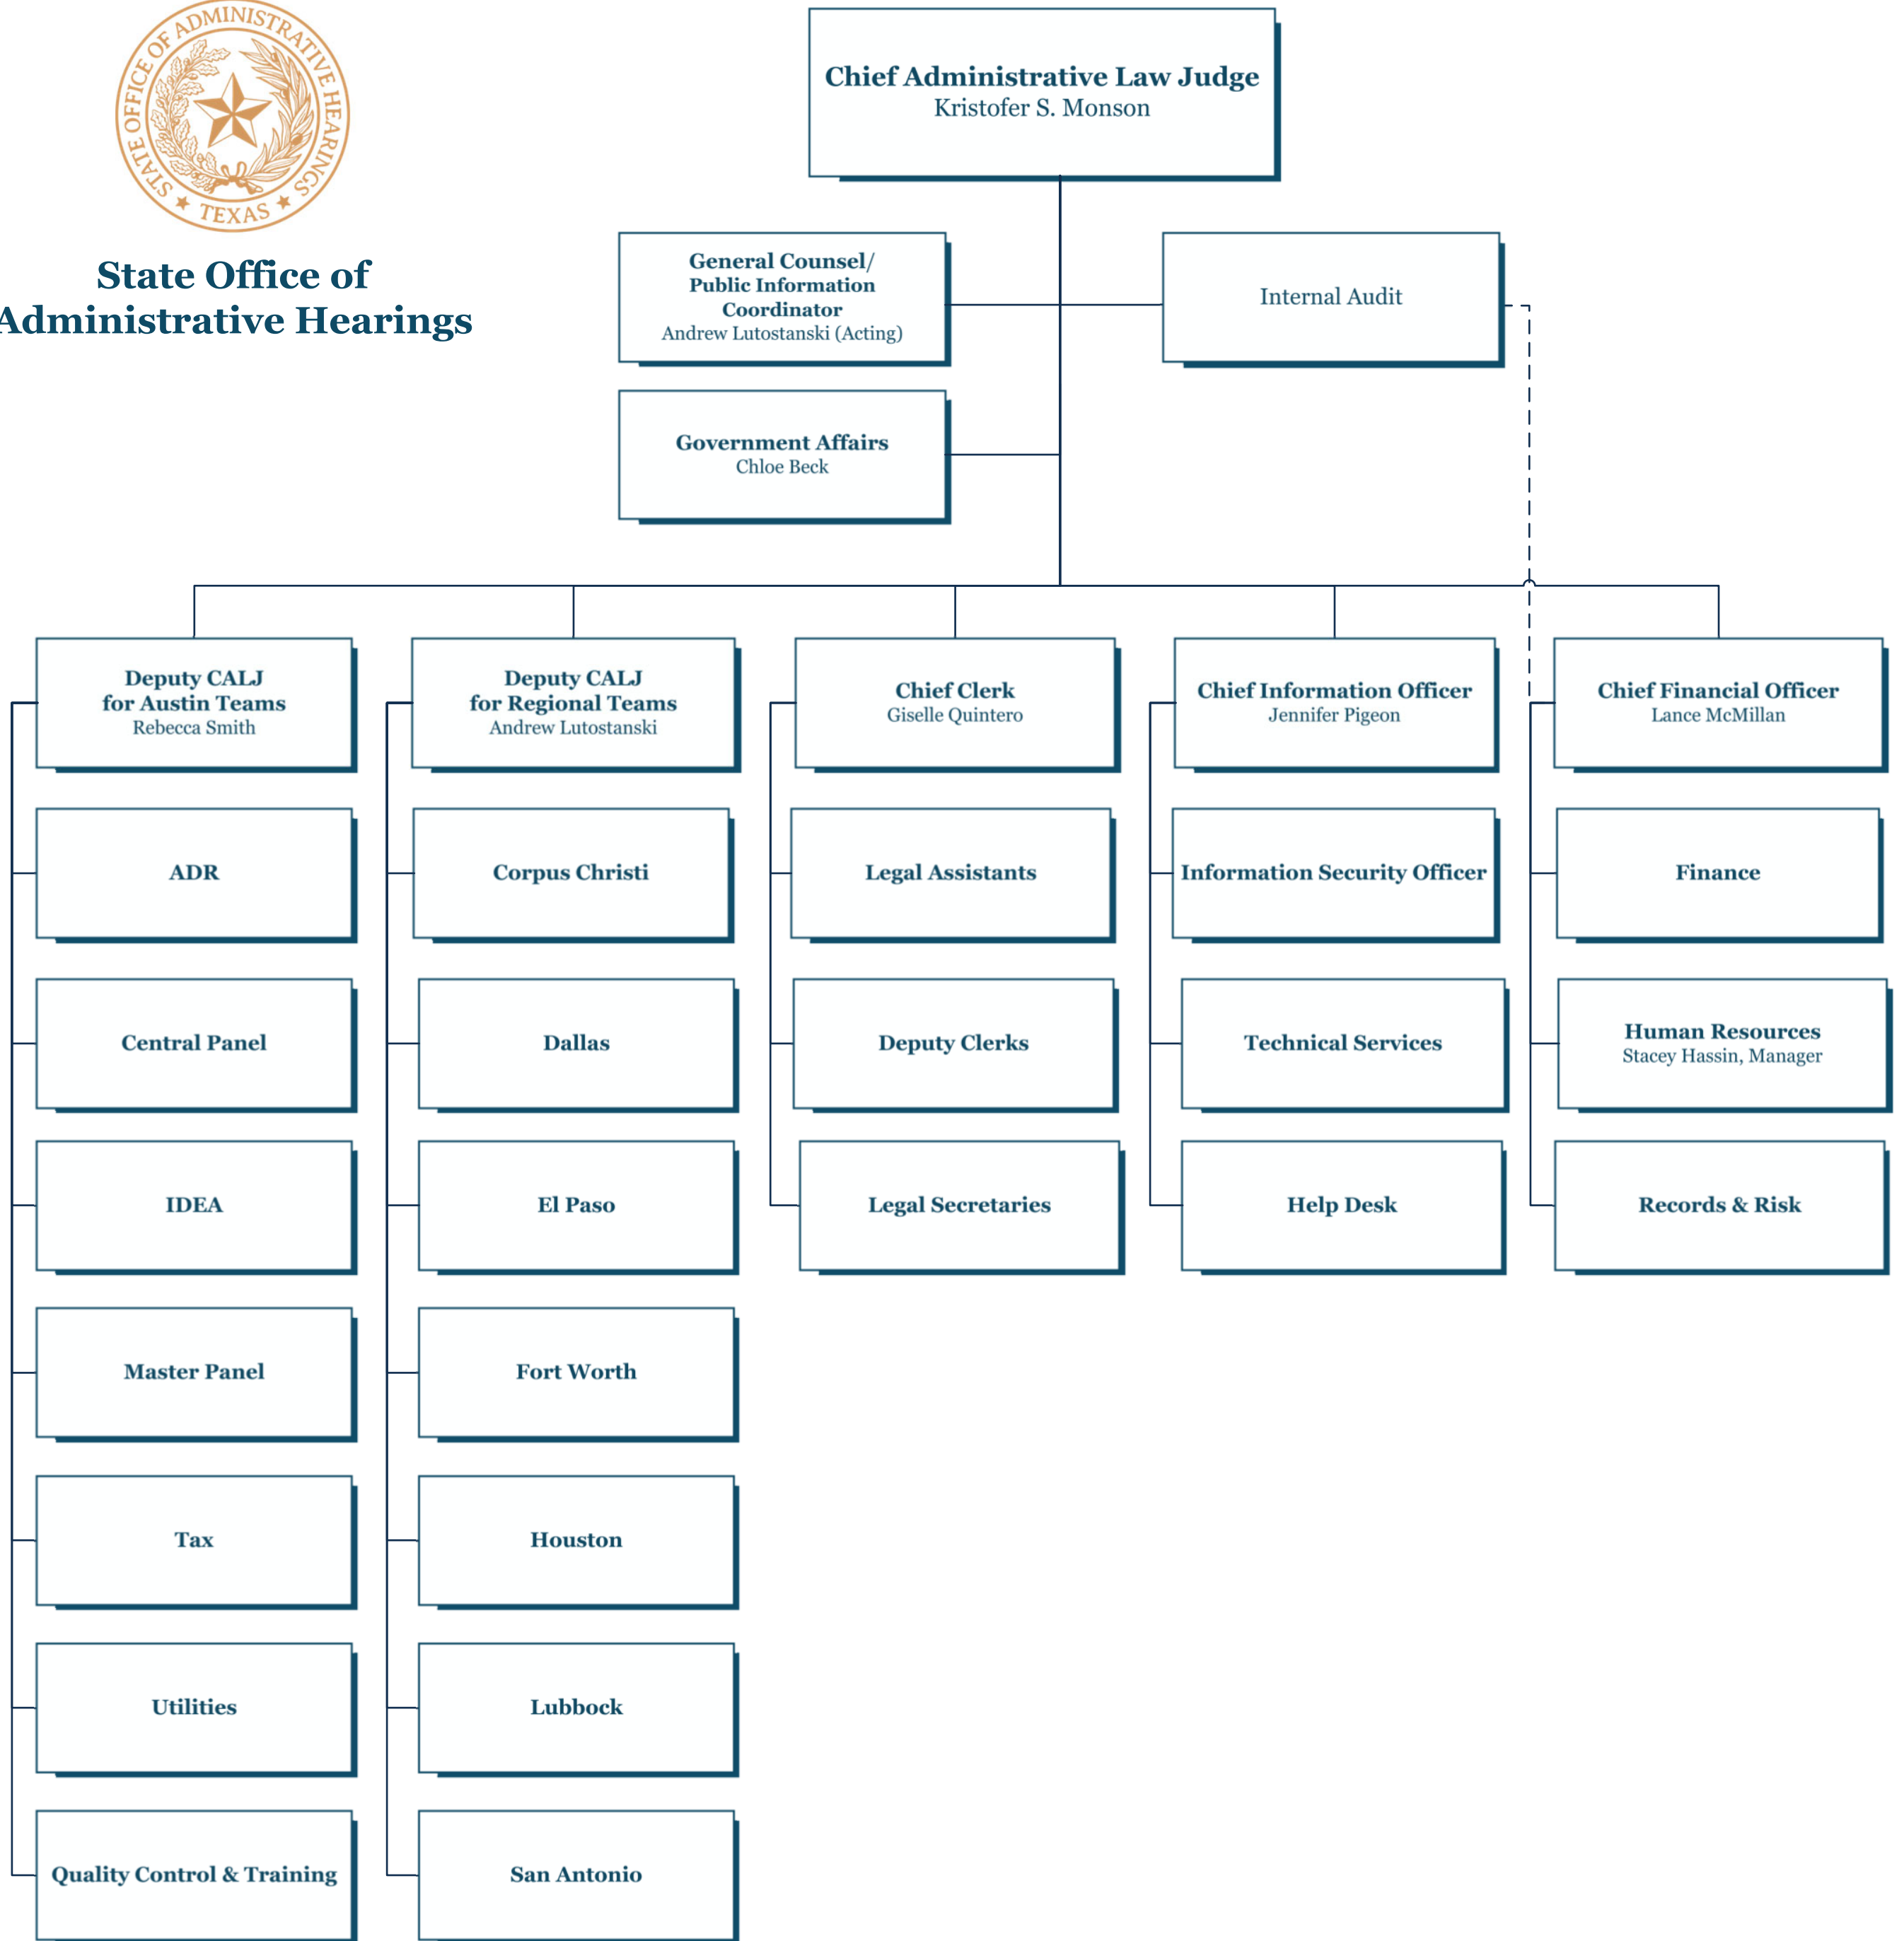 STATE OFFICE OF ADMINISTRATIVE HEARINGS
TEXAS
State Office of
Administrative Hearings
Chief Administrative Law Judge
Kristofer S. Monson
General Counsel/
Public Information
Coordinator
Andrew Lutostanski (Acting)
Internal Audit
Government Affairs
Chloe Beck
Deputy CALJ
for Austin Teams
Rebecca Smith
Deputy CALJ
for Regional Teams
Andrew Lutostanski
Chief Clerk
Giselle Quintero
Chief Information Officer
Jennifer Pigeon
Chief Financial Officer
Lance McMillan
ADR
Corpus Christi
Legal Assistants
Information Security Officer
Finance
Central Panel
Dallas
Deputy Clerks
Technical Services
Human Resources
Stacey Hassin, Manager
IDEA
El Paso
Legal Secretaries
Help Desk
Records & Risk
Master Panel
Fort Worth
Tax
Houston
Utilities
Lubbock
Quality Control & Training
San Antonio